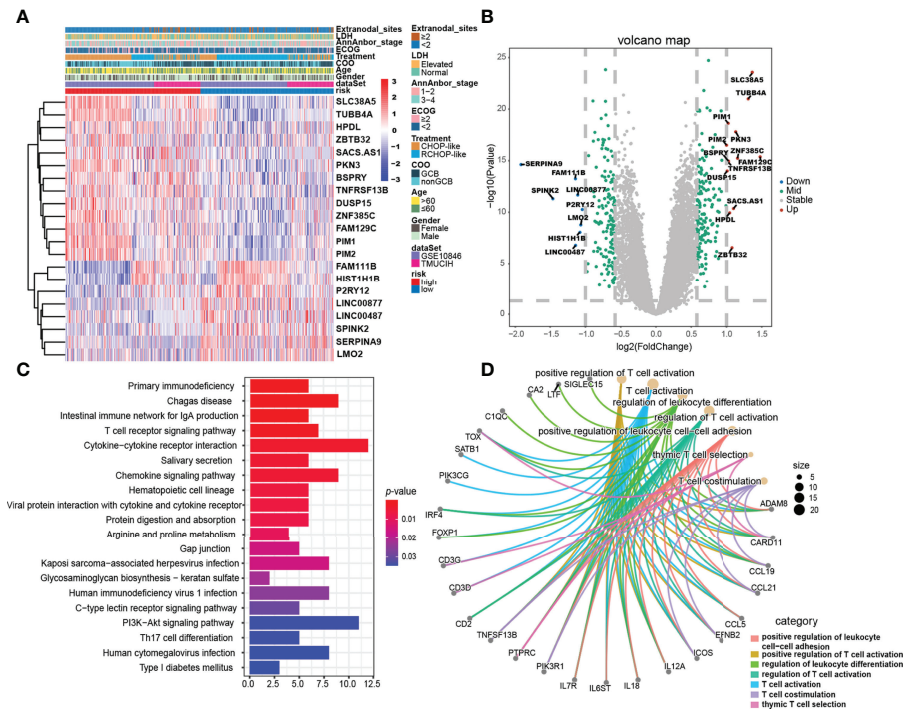 A
Extranodal_sites
LDH
AnnAnbor_stage
ECOG
Treatment
COO
Age
Gender
dataSet
risk
SLC38A5
TUBB4A
HPDL
ZBTB32
SACS.AS1
PKN3
BSPRY
TNFRSF13B
DUSP15
ZNF385C
FAM129C
PIM1
PIM2
FAM111B
HIST1H1B
P2RY12
LINC00877
LINC00487
SPINK2
SERPINA9
LMO2
3
2
1
0
−1
−2
−3
Extranodal_sites
≥2
<2
LDH
Elevated
Normal
AnnAnbor_stage
1−2
3−4
ECOG
≥2
<2
Treatment
CHOP−like
RCHOP−like
COO
GCB
nonGCB
Age
>60
≤60
Gender
Female
Male
dataSet
GSE10846
TMUCIH
risk
high
low
B
volcano map
−log10(Pvalue)
25
20
15
10
5
0
−2.0
−1.0
0.0
1.0
2.0
log2(FoldChange)
SLC38A5
TUBB4A
PIM1
PKN3
PIM2
ZNF385C
BSPRY
FAM129C
TNFRSF13B
DUSP15
SACS.AS1
HPDL
ZBTB32
SERPINA9
FAM111B
SPINK2
LINC00877
P2RY12
LMO2
HIST1H1B
LINC00487
Down
Mid
Stable
Up
C
Primary immunodeficiency
Chagas disease
Intestinal immune network for IgA production
T cell receptor signaling pathway
Cytokine−cytokine receptor interaction
Salivary secretion
Chemokine signaling pathway
Hematopoietic cell lineage
Viral protein interaction with cytokine and cytokine receptor
Protein digestion and absorption
Arginine and proline metabolism
Gap junction
Kaposi sarcoma−associated herpesvirus infection
Glycosaminoglycan biosynthesis − keratan sulfate
Human immunodeficiency virus 1 infection
C−type lectin receptor signaling pathway
PI3K−Akt signaling pathway
Th17 cell differentiation
Human cytomegalovirus infection
Type I diabetes mellitus
0.0 2.5 5.0 7.5 10.0 12.5
p-value
0.01
0.02
0.03
D
positive regulation of T cell activation
T cell activation
regulation of leukocyte differentiation
regulation of T cell activation
positive regulation of leukocyte cell−cell adhesion
thymic T cell selection
T cell costimulation
SIGLEC15
LTF
CA2
C1QC
TOX
SATB1
PIK3CG
IRF4
FOXP1
CD3G
CD3D
CD2
TNFSF13B
PTPRC
PIK3R1
IL7R
IL6ST
IL18
IL12A
ICOS
EFNB2
CCL5
CCL21
CCL19
CARD11
ADAM8
size
5
10
15
20
category
positive regulation of leukocyte
cell−cell adhesion
positive regulation of T cell activation
regulation of leukocyte differentiation
regulation of T cell activation
T cell activation
T cell costimulation
thymic T cell selection